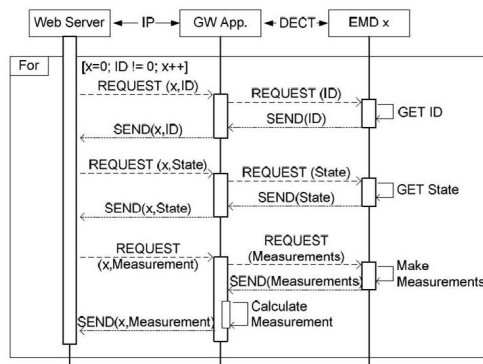 Web Server
IP
GW App.
DECT
EMD x
For
[x=0; ID != 0; x++]
REQUEST (x,ID)
REQUEST (ID)
GET ID
SEND(ID)
SEND(x,ID)
REQUEST (x,State)
REQUEST (State)
GET State
SEND(State)
SEND(x,State)
REQUEST
(x,Measurement)
REQUEST
(Measurements)
Make
Measurements
SEND(Measurements)
Calculate
Measurement
SEND(x,Measurement)